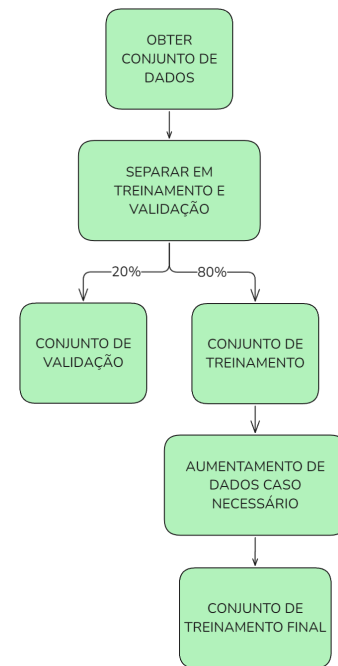 OBTER
CONJUNTO DE
DADOS
SEPARAR EM
TREINAMENTO E
VALIDAÇÃO
20%
80%
CONJUNTO DE
VALIDAÇÃO
CONJUNTO DE
TREINAMENTO
AUMENTAMENTO DE
DADOS CASO
NECESSÁRIO
CONJUNTO DE
TREINAMENTO FINAL